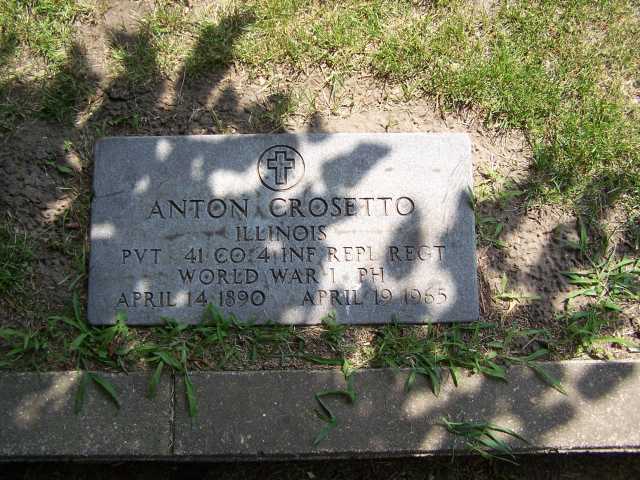 ANTON CROSETTO
ILLINOIS
PVT 41 CO 4 INF REPL REGT
WORLD WAR I PH
APRIL 14 1890 APRIL 19 1965